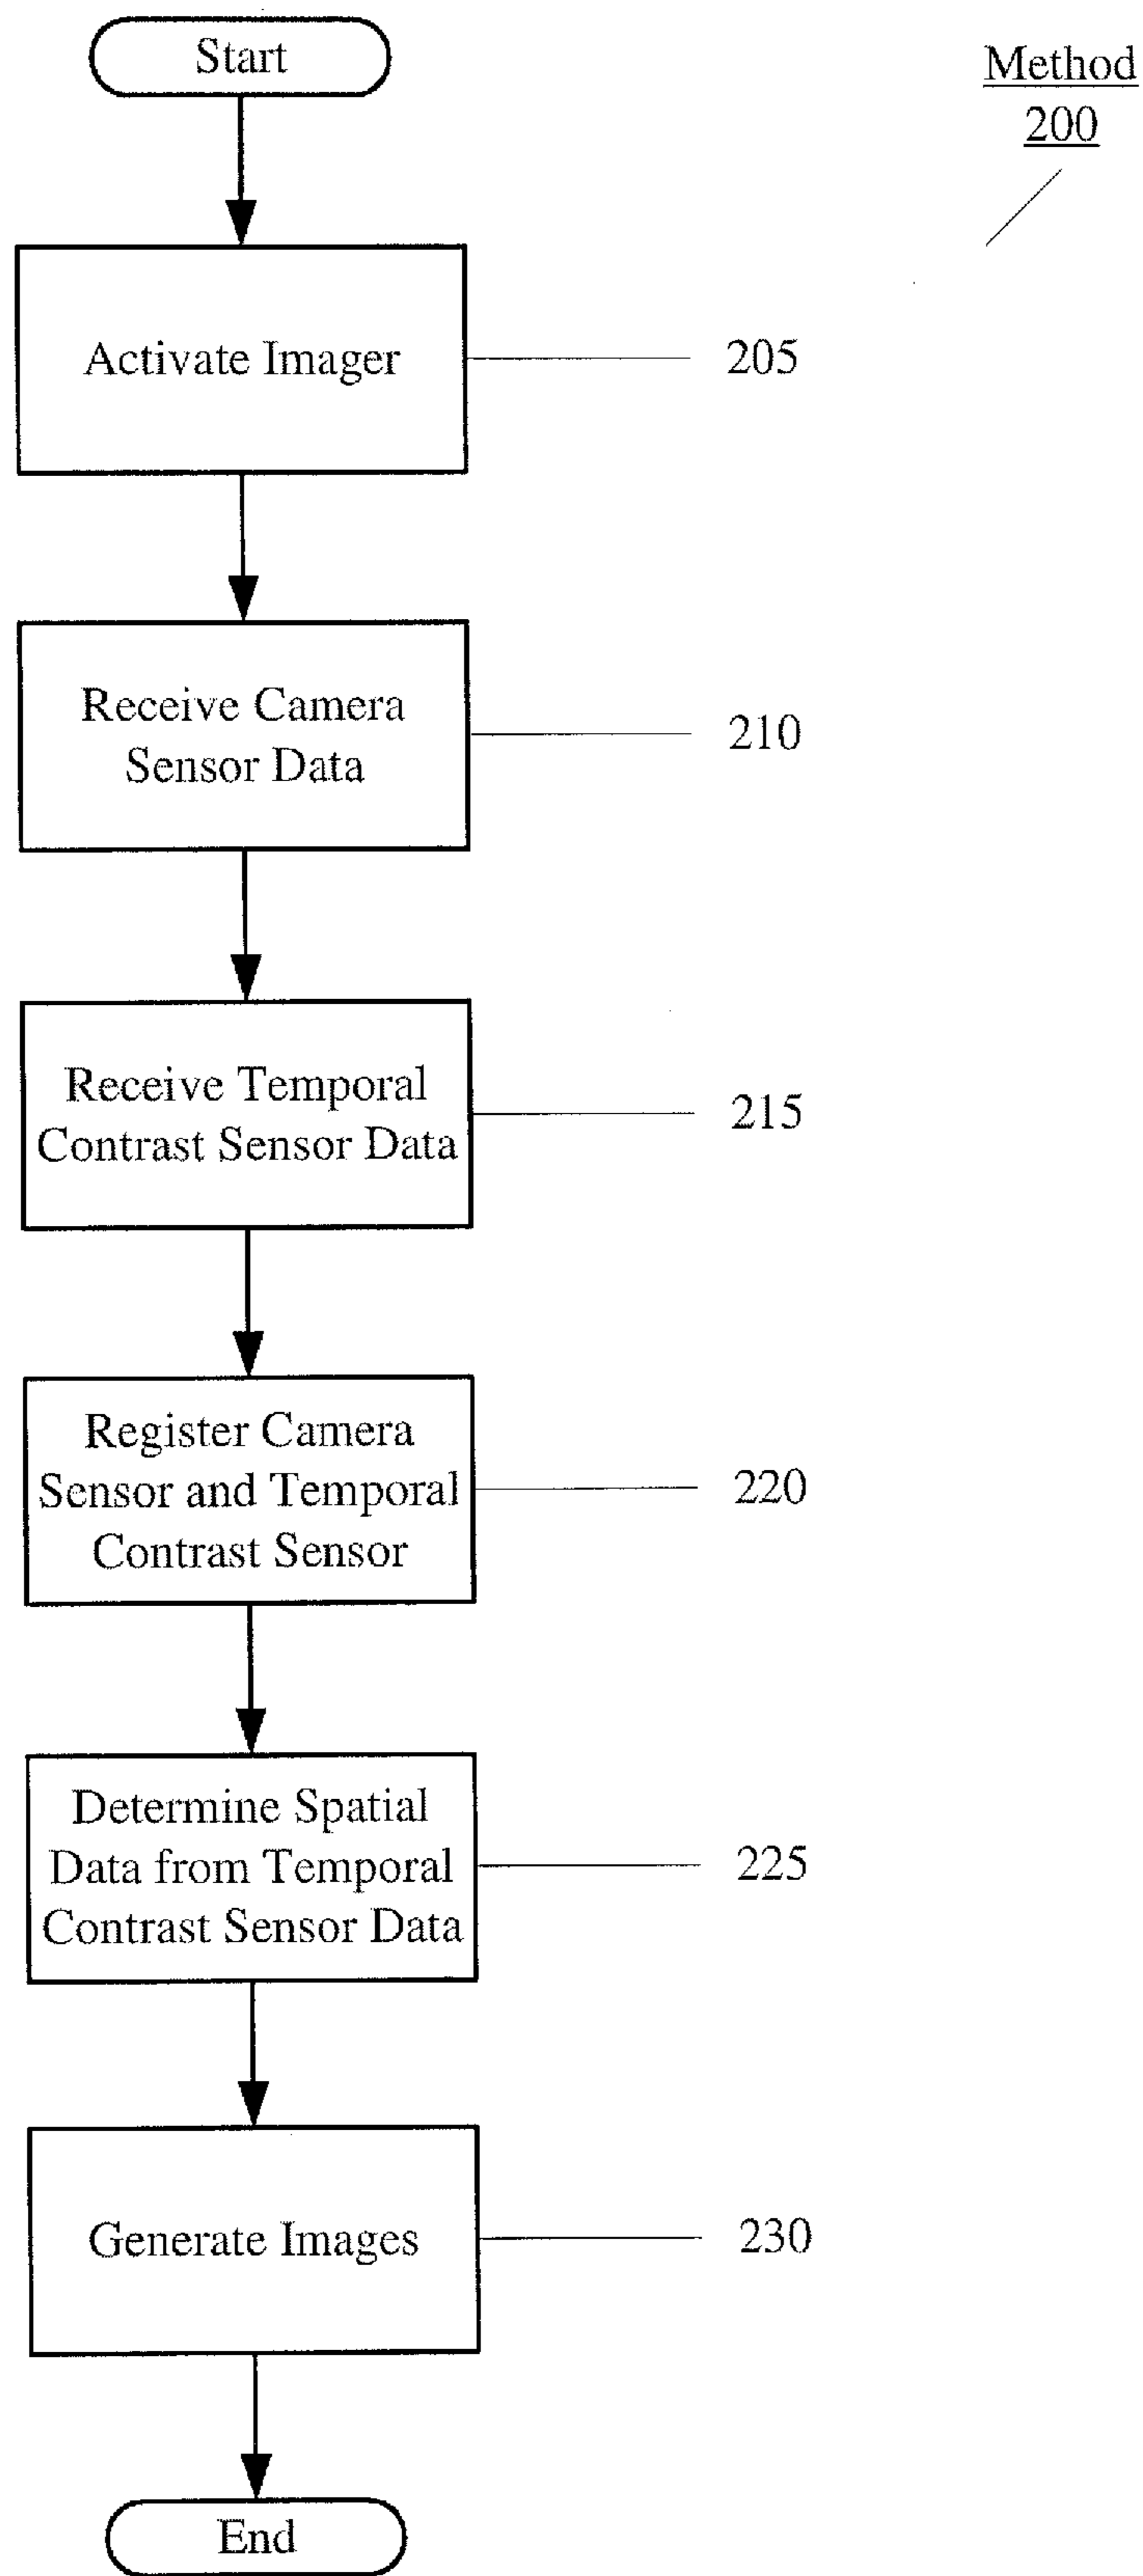 Start
Method
200
Activate Imager
205
Receive Camera
Sensor Data
210
Receive Temporal
Contrast Sensor Data
215
Register Camera
Sensor and Temporal
Contrast Sensor
220
Determine Spatial
Data from Temporal
Contrast Sensor Data
225
Generate Images
230
End